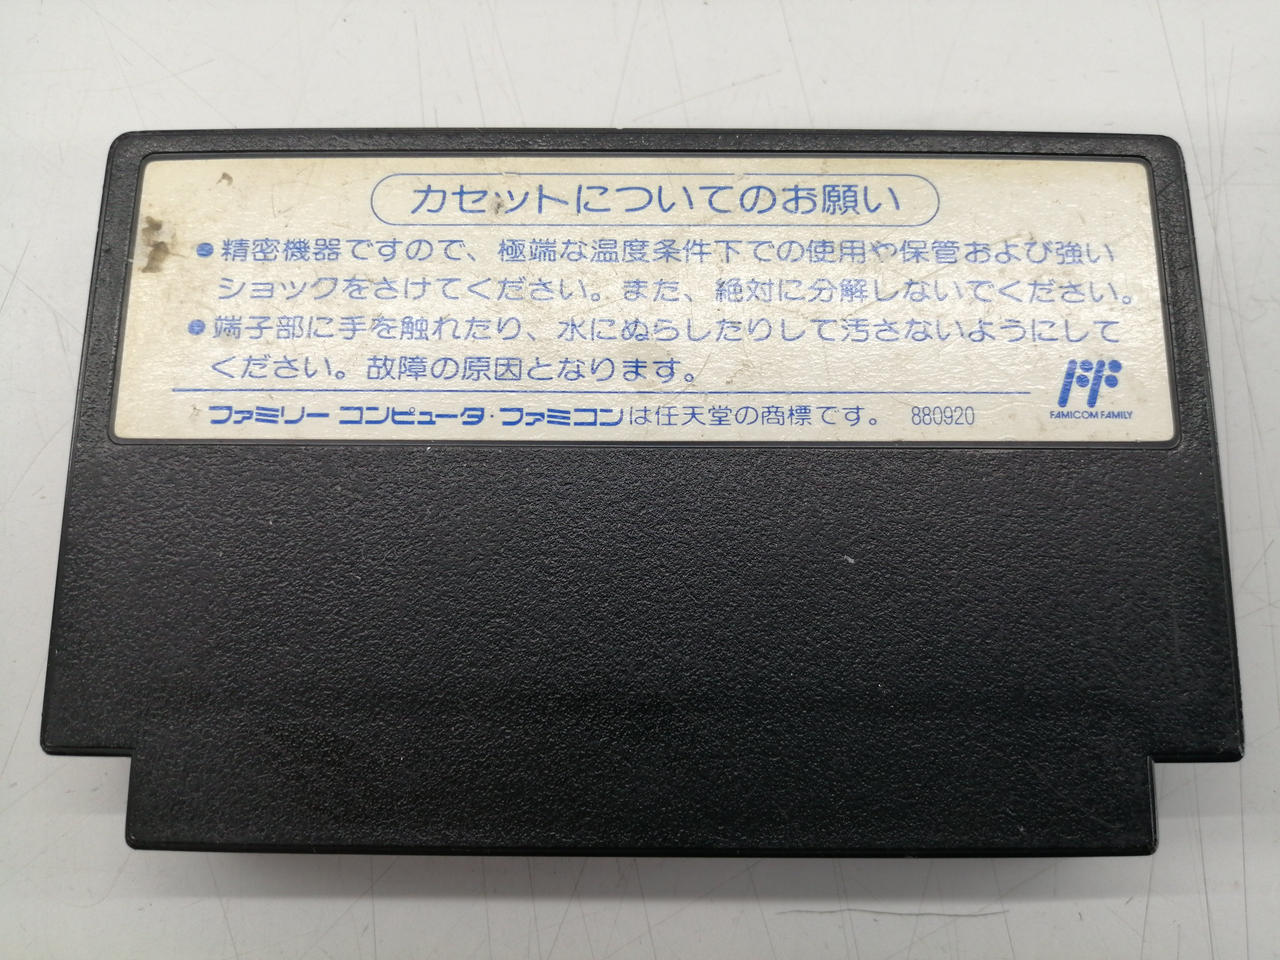 カセットについてのお願い
●精密機器ですので、極端な温度条件下での使用や保管および強い
ショックをさけてください。また、絶対に分解しないでください。
●端子部に手を触れたり、水にぬらしたりして汚さないようにして
ください。故障の原因となります。
ファミリーコンピュータ・ファミコンは任天堂の商標です。 880920
FF
FAMICOM FAMILY